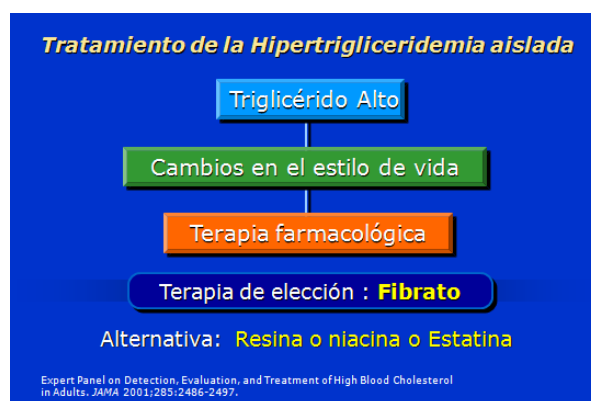 Tratamiento de la Hipertrigliceridemia aislada
Triglicérido Alto
Cambios en el estilo de vida
Terapia farmacológica
Terapia de elección : Fibrato
Alternativa: Resina o niacina o Estatina
Expert Panel on Detection, Evaluation, and Treatment of High Blood Cholesterol
in Adults. JAMA 2001;285:2486-2497.